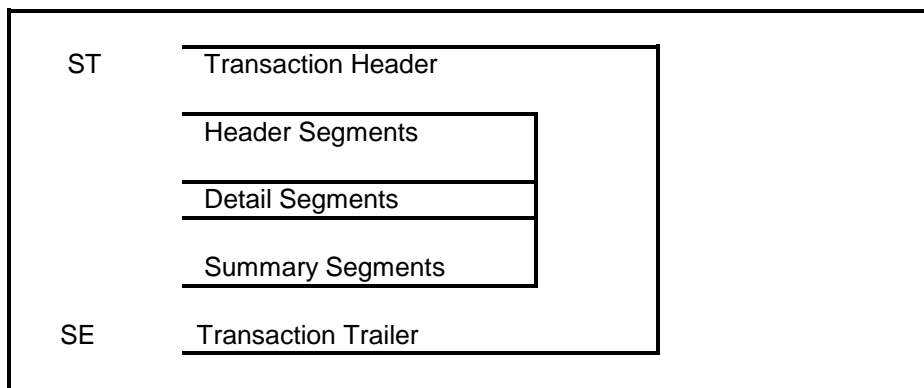 ST Transaction Header
Header Segments
Detail Segments
Summary Segments
SE Transaction Trailer